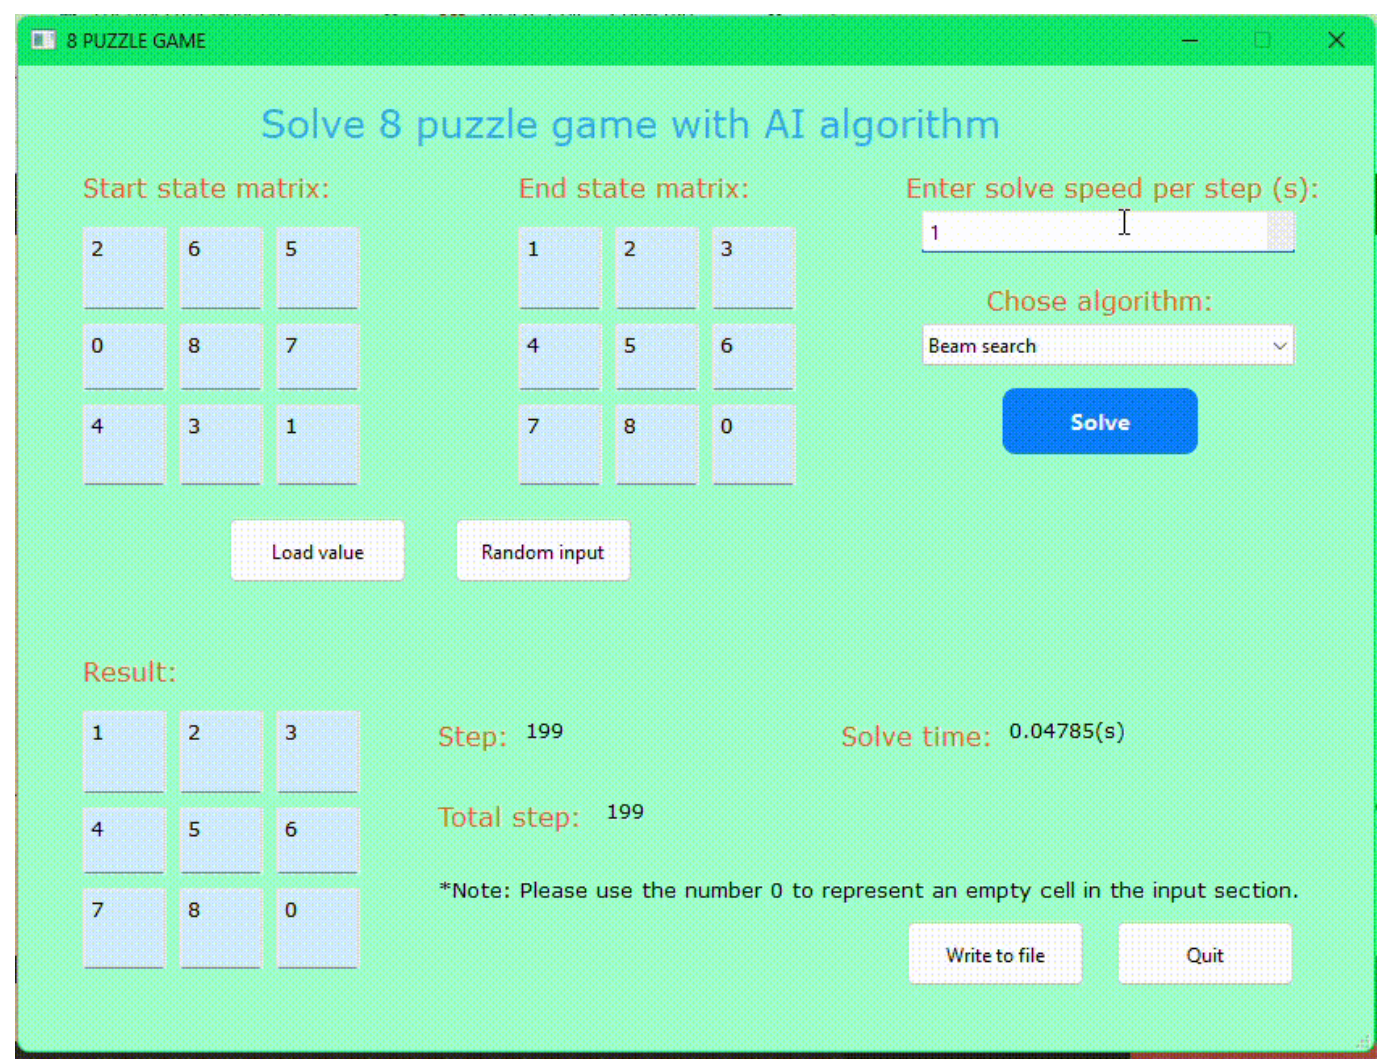 8 PUZZLE GAME
Solve 8 puzzle game with AI algorithm
Start state matrix:
End state matrix:
Enter solve speed per step (s):
2 6 5
0 8 7
4 3 1
1 2 3
4 5 6
7 8 0
1
Chose algorithm:
Beam search
Solve
Load value
Random input
Result:
1 2 3
4 5 6
7 8 0
Step: 199
Solve time: 0.04785(s)
Total step: 199
*Note: Please use the number 0 to represent an empty cell in the input section.
Write to file
Quit